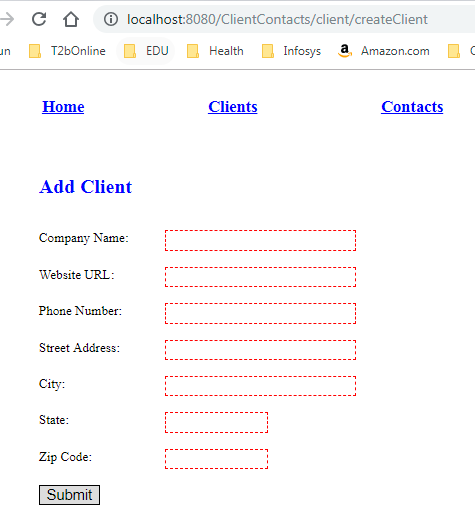 localhost:8080/ClientContacts/client/createClient
T2bOnline EDU Health Infosys Amazon.com
Home Clients Contacts
Add Client
Company Name:
Website URL:
Phone Number:
Street Address:
City:
State:
Zip Code:
Submit